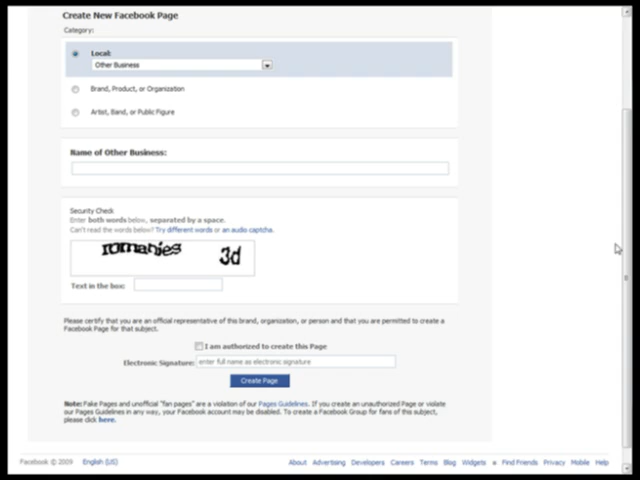 Create New Facebook Page
Category:
Local:
Other Business
Brand, Product, or Organization
Artist, Band, or Public Figure
Name of Other Business:
Security Check
Enter both words below, separated by a space.
Can't read the words below? Try different words or an audio captcha.
romanies 3d
Text in the box:
Please certify that you are an official representative of this brand, organization, or person and that you are permitted to create a
Facebook Page for that subject.
I am authorized to create this Page
Electronic Signature: enter full name as electronic signature
Create Page
Note: Fake Pages and unofficial "fan pages" are a violation of our Pages Guidelines. If you create an unauthorized Page or violate
our Pages Guidelines in any way, your Facebook account may be disabled. To create a Facebook Group for fans of this subject,
please click here.
Facebook © 2009 English (US) About Advertising Developers Careers Terms Blog Widgets Find Friends Privacy Mobile Help